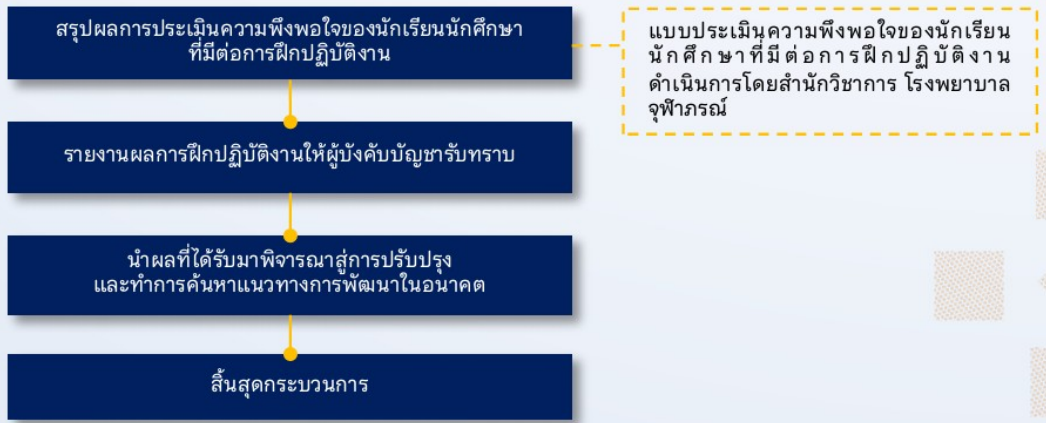 สรุปผลการประเมินความพึงพอใจของนักเรียนนักศึกษา
ที่มีต่อการฝึกปฏิบัติงาน
แบบประเมินความพึงพอใจของนักเรียน
นักศึกษาที่มีต่อการฝึกปฏิบัติงาน
ดำเนินการโดยสำนักวิชาการ โรงพยาบาล
จุฬาภรณ์
รายงานผลการฝึกปฏิบัติงานให้ผู้บังคับบัญชารับทราบ
นำผลที่ได้รับมาพิจารณาสู่การปรับปรุง
และทำการค้นหาแนวทางการพัฒนาในอนาคต
สิ้นสุดกระบวนการ